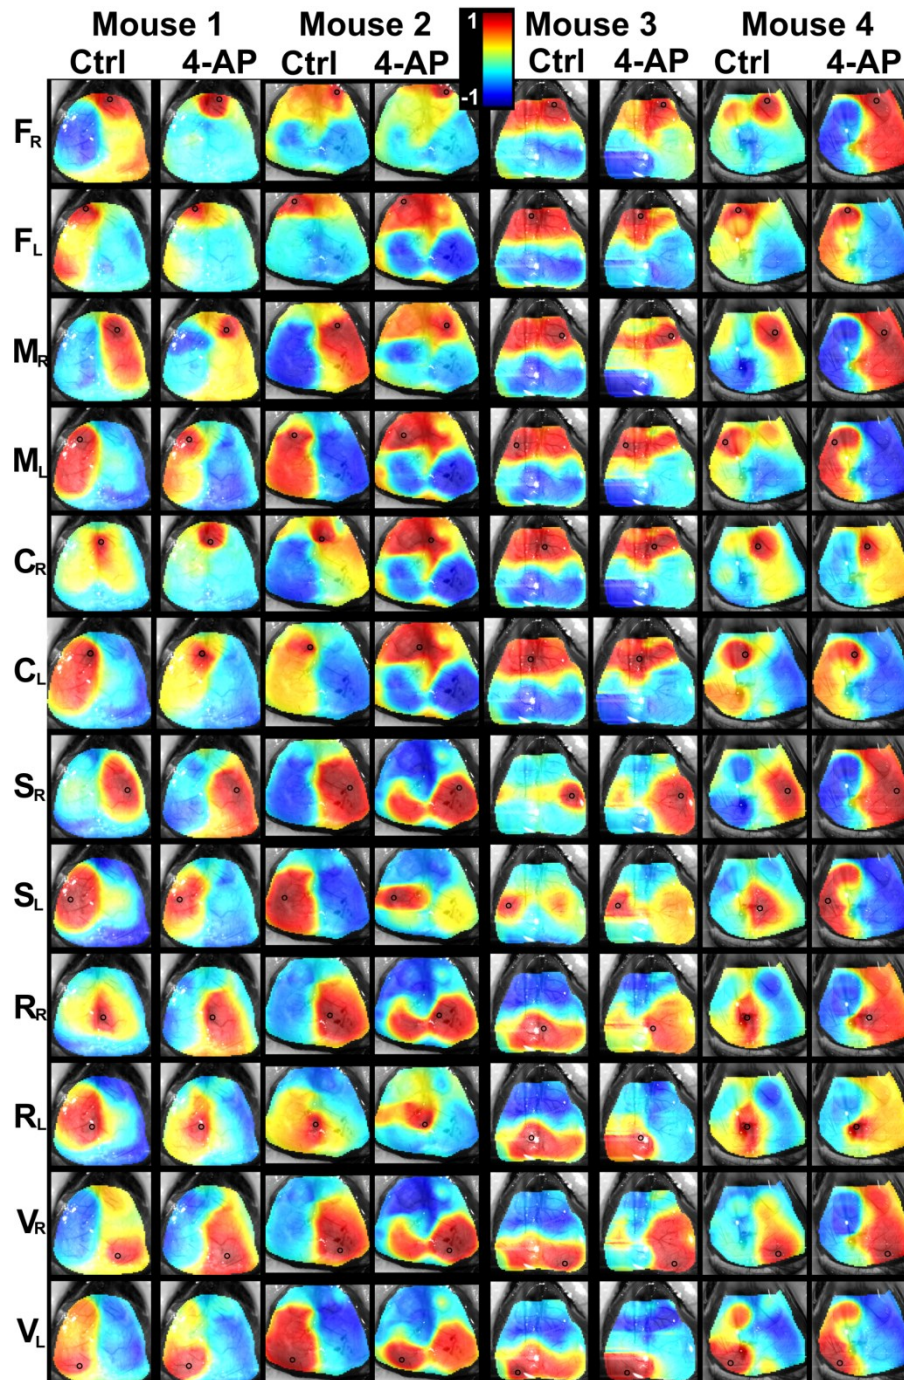 Mouse 1 Mouse 2 1 Mouse 3 Mouse 4
Ctrl 4-AP Ctrl 4-AP -1 Ctrl 4-AP Ctrl 4-AP
FR
FL
MR
ML
CR
CL
SR
SL
RR
RL
VR
VL